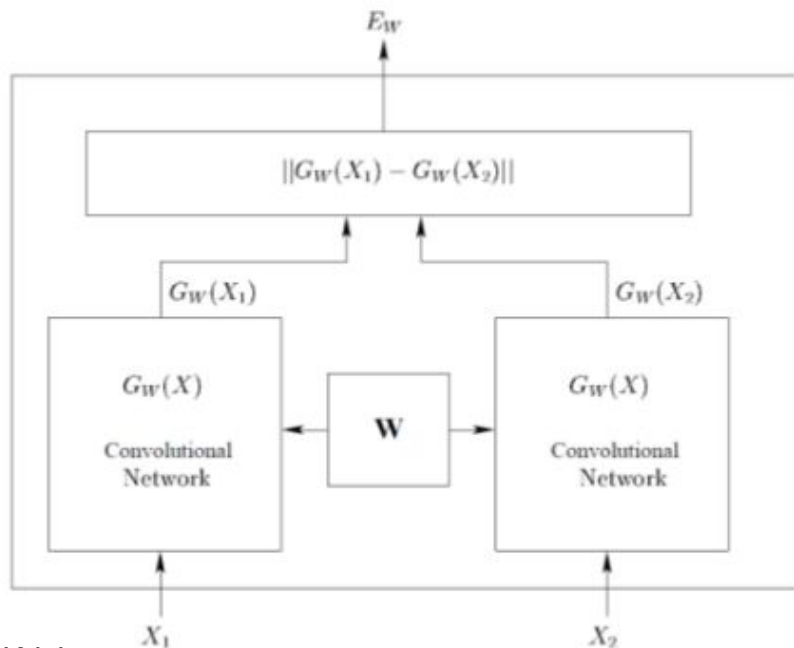 E_W
||G_W(X_1) − G_W(X_2)||
G_W(X_1)
G_W(X_2)
G_W(X)
Convolutional
Network
W
G_W(X)
Convolutional
Network
X_1
X_2